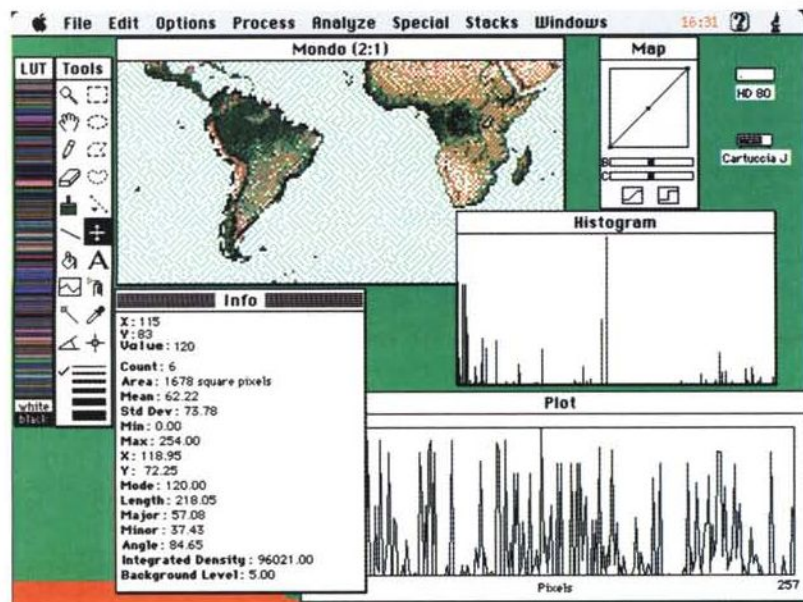 File Edit Options Process Analyze Special Stacks Windows 16:31
LUT
Tools
Mondo (2:1)
Map
HD 80
Cartuccia J
B
C
Histogram
white
black
Info
X: 115
Y: 83
Value: 120
Count: 6
Area: 1678 square pixels
Mean: 62.22
Std Dev: 73.78
Min: 0.00
Max: 254.00
X: 118.95
Y: 72.25
Mode: 120.00
Length: 218.05
Major: 57.08
Minor: 37.43
Angle: 84.65
Integrated Density: 96021.00
Background Level: 5.00
A
Plot
Pixels
257